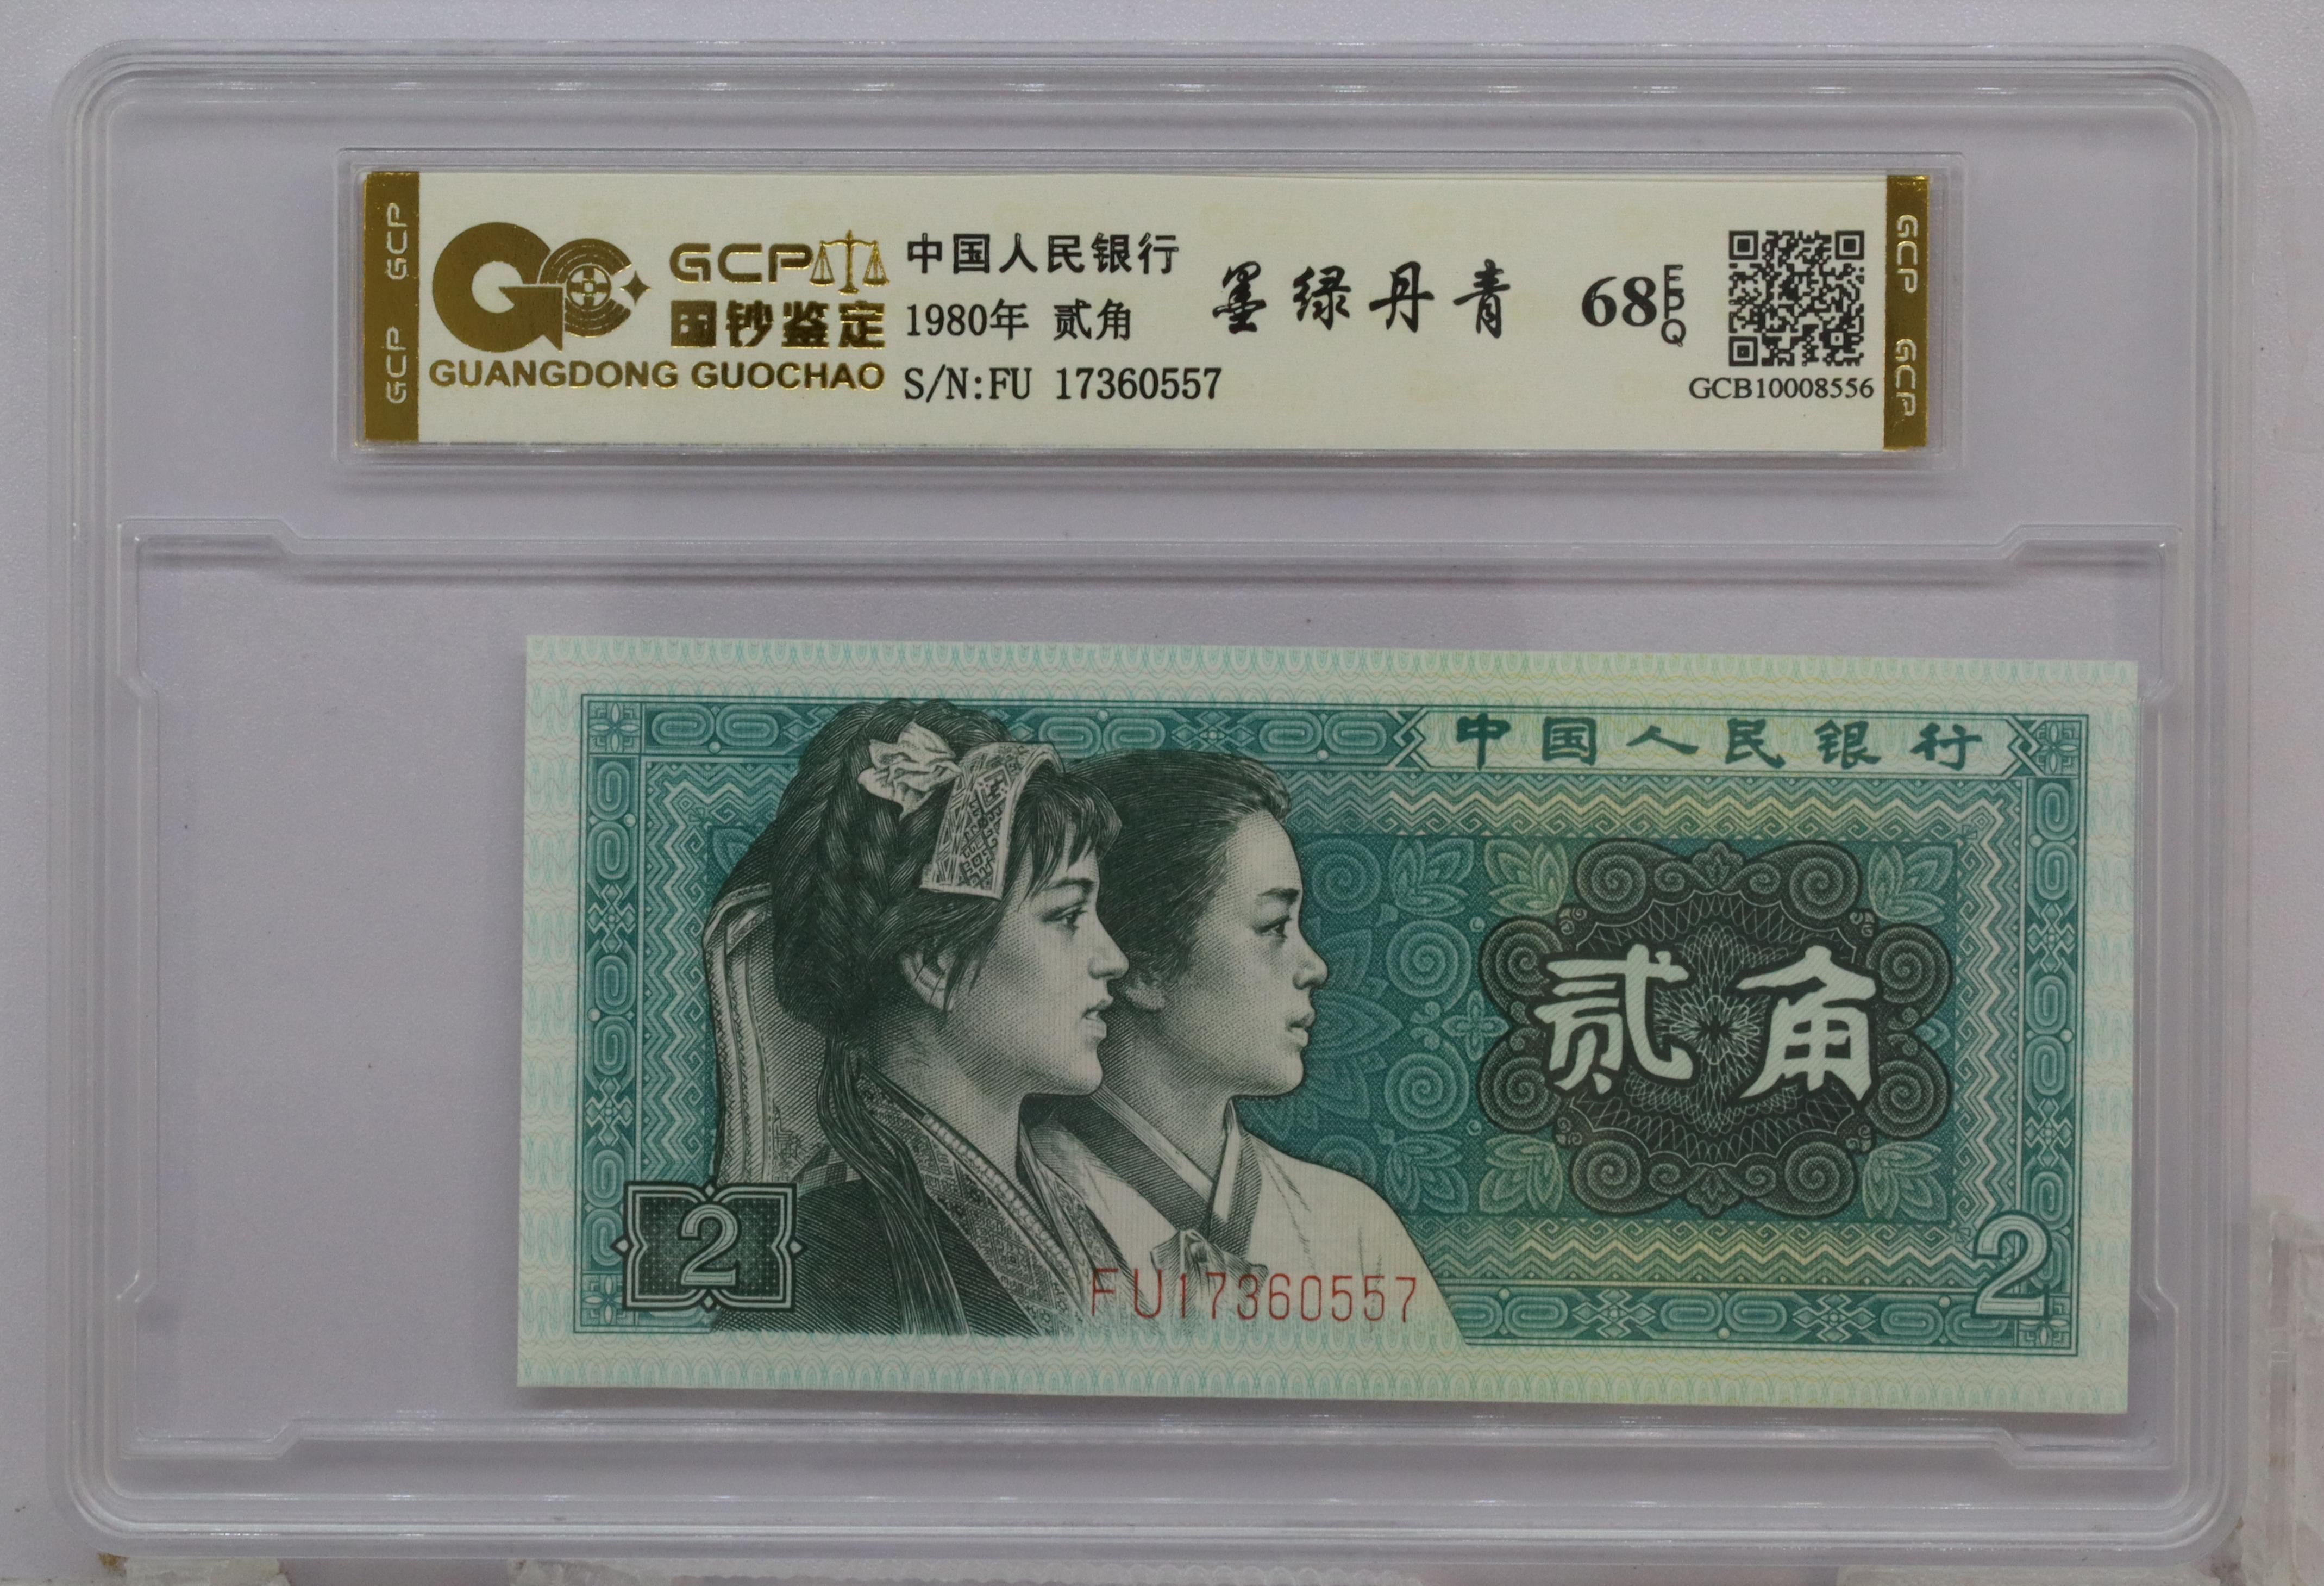 GCP GCP
GCP
国钞鉴定
GUANGDONG GUOCHAO
中国人民银行
1980年 贰角
S/N:FU 17360557
墨绿丹青
68 EPQ
GCB10008556
GCP GCP
中国人民银行
贰角
2
FU17360557
2